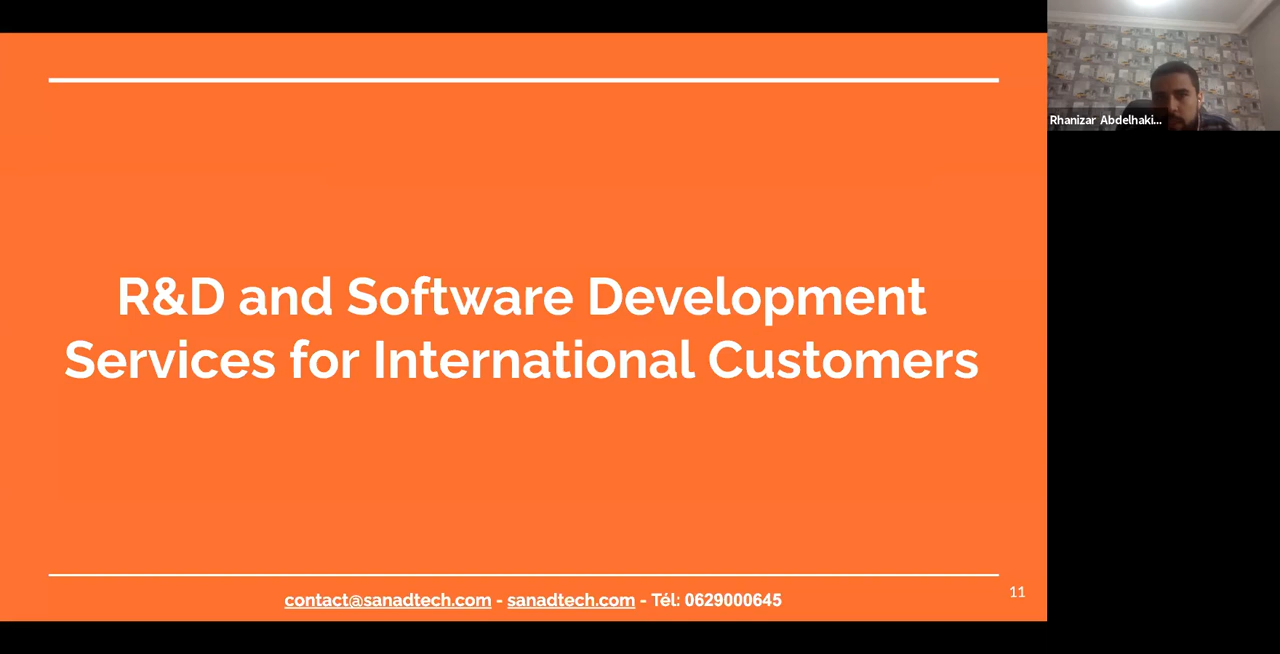 Rhanizar Abdelhaki...
R&D and Software Development
Services for International Customers
11
contact@sanadtech.com - sanadtech.com - Tél: 0629000645